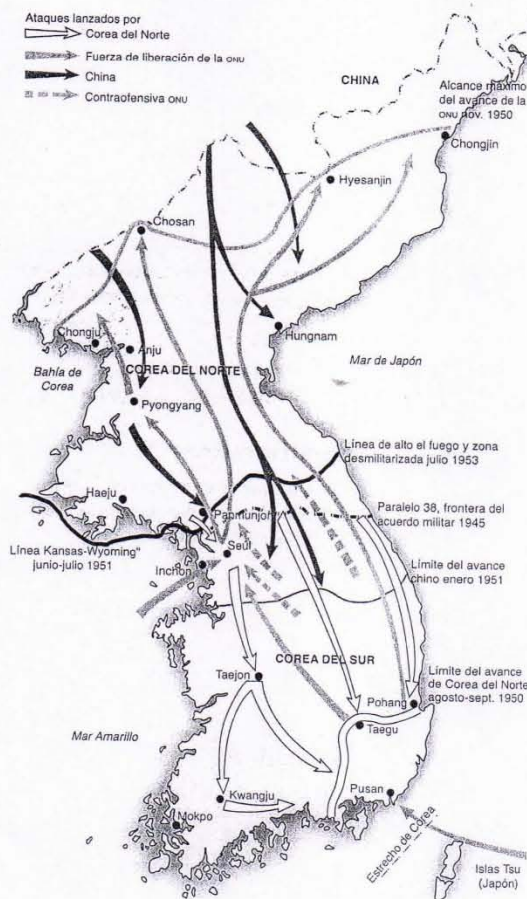 Ataques lanzados por
Corea del Norte
Fuerza de liberación de la ONU
China
Contraofensiva ONU
CHINA
Alcance máximo
del avance de la
ONU nov. 1950
Chongjin
Hyesanjin
Chosan
Hungnam
Chongju
Anju
Bahía de
Corea
COREA DEL NORTE
Mar de Japón
Pyongyang
Línea de alto el fuego y zona
desmilitarizada julio 1953
Haeju
Panmunjom
Paralelo 38, frontera del
acuerdo militar 1945
Línea Kansas-Wyoming"
junio-julio 1951
Seúl
Inchon
Límite del avance
chino enero 1951
COREA DEL SUR
Taejon
Límite del avance
de Corea del Norte
agosto-sept. 1950
Pohang
Taegu
Mar Amarillo
Kwangju
Pusan
Mokpo
Estrecho de Corea
Islas Tsu
(Japón)